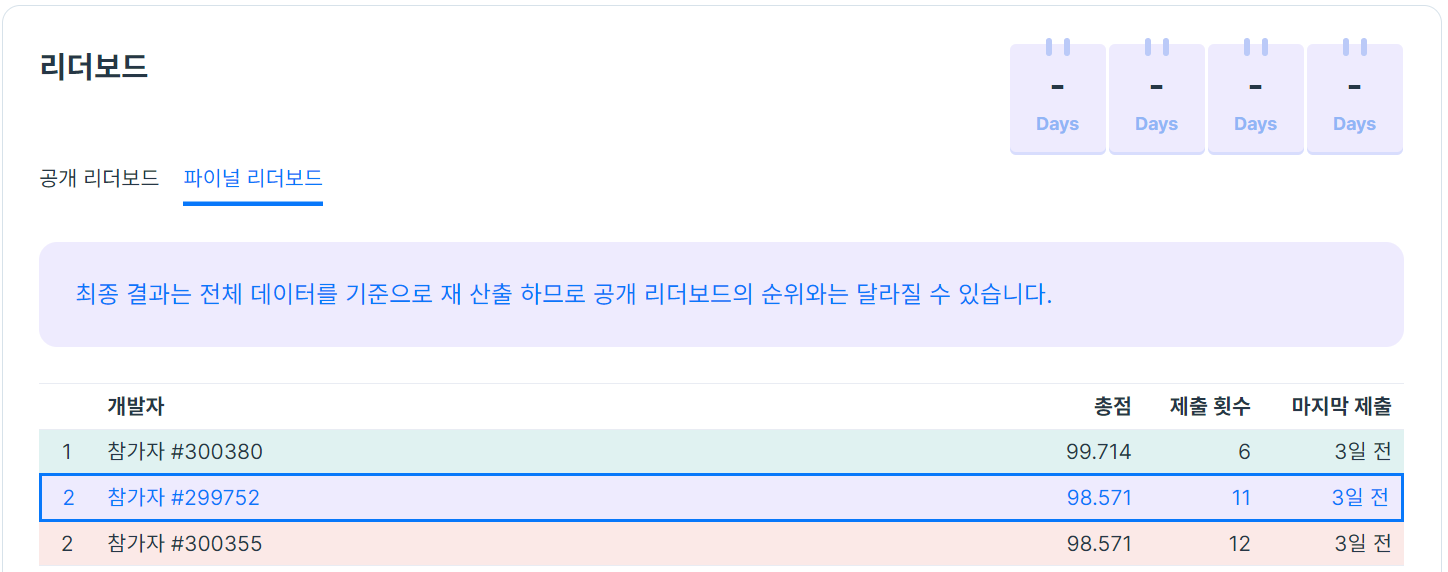 리더보드
- - - -
Days Days Days Days
공개 리더보드 파이널 리더보드
최종 결과는 전체 데이터를 기준으로 재 산출 하므로 공개 리더보드의 순위와는 달라질 수 있습니다.
개발자 총점 제출 횟수 마지막 제출
1 참가자 #300380 99.714 6 3일 전
2 참가자 #299752 98.571 11 3일 전
2 참가자 #300355 98.571 12 3일 전